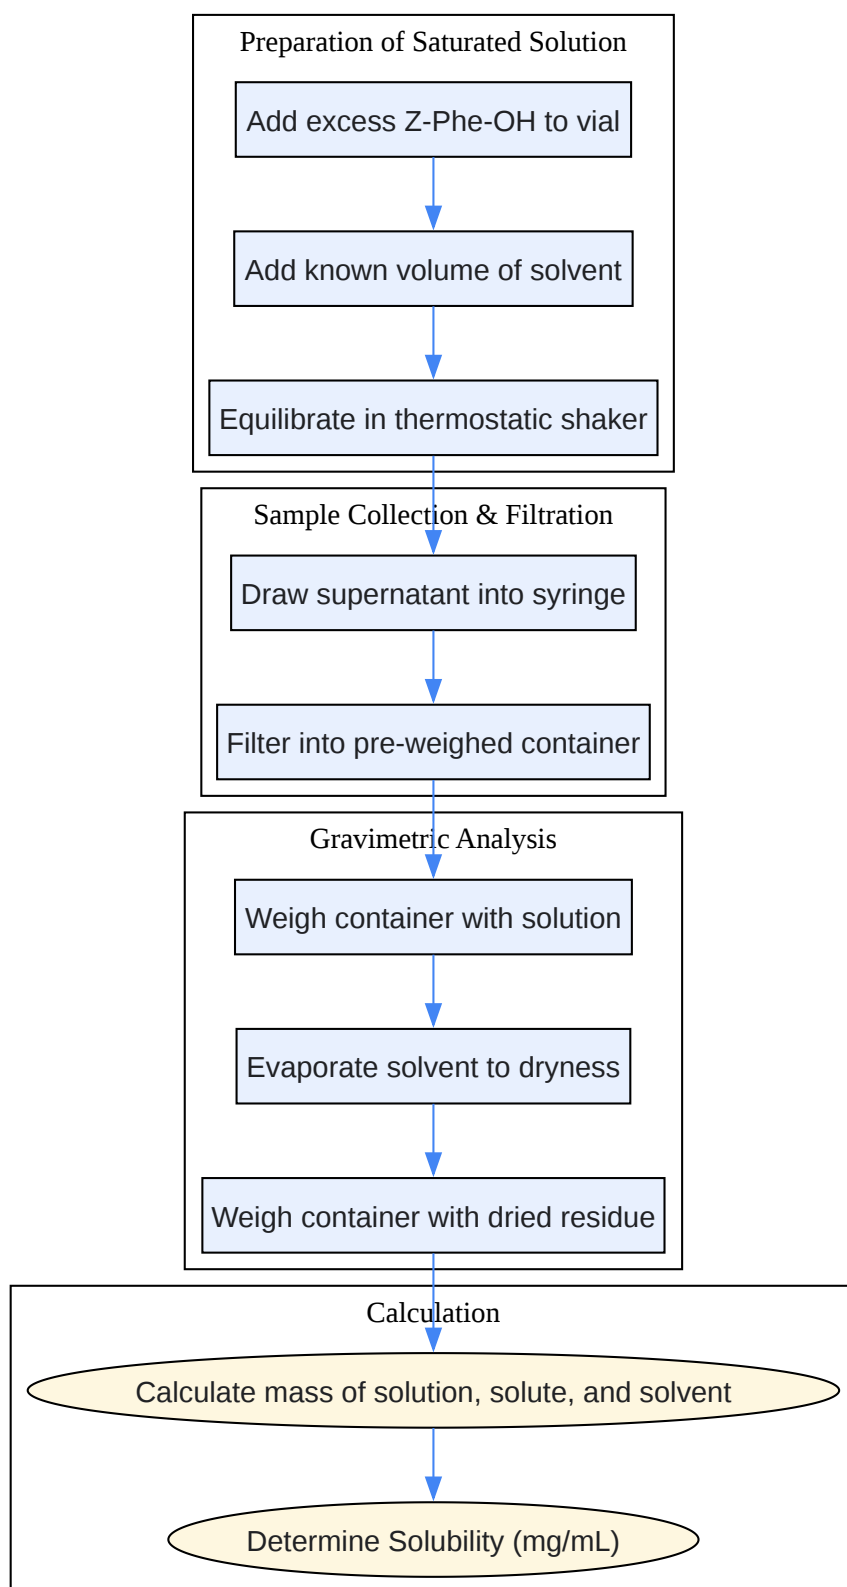 Preparation of Saturated Solution
Add excess Z-Phe-OH to vial
Add known volume of solvent
Equilibrate in thermostatic shaker
Sample Collection & Filtration
Draw supernatant into syringe
Filter into pre-weighed container
Gravimetric Analysis
Weigh container with solution
Evaporate solvent to dryness
Weigh container with dried residue
Calculation
Calculate mass of solution, solute, and solvent
Determine Solubility (mg/mL)